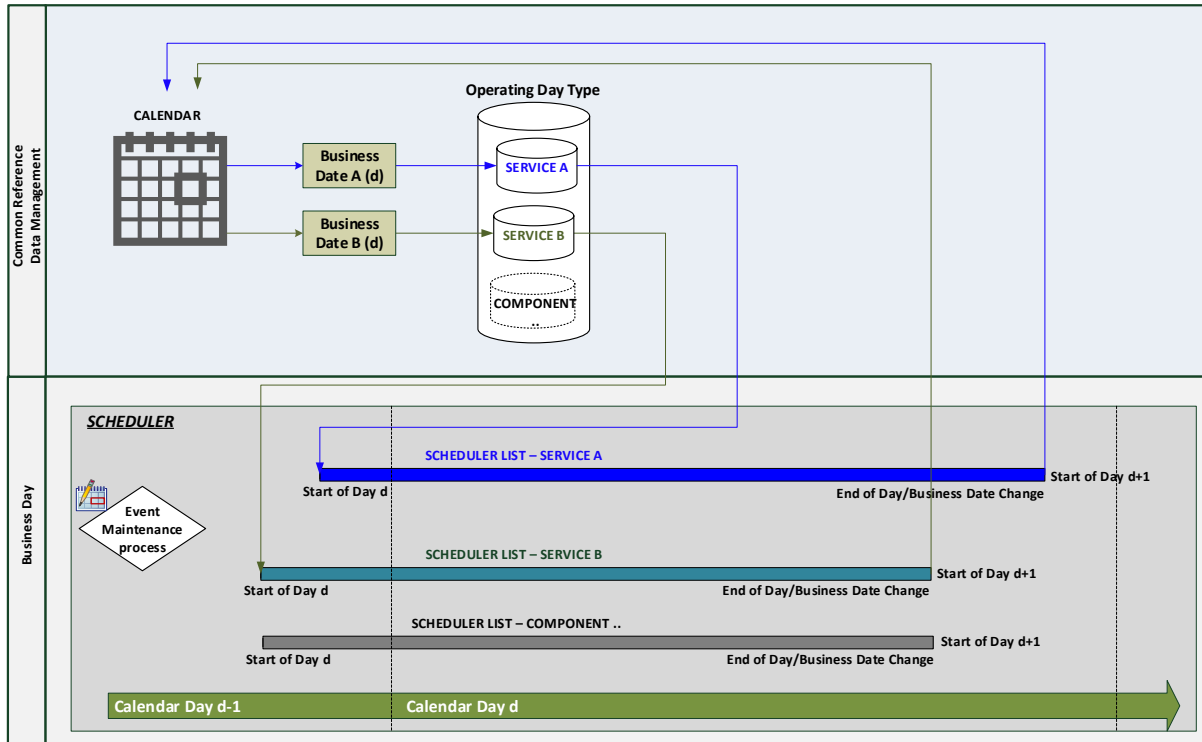 Common Reference
Data Management
CALENDAR
Operating Day Type
Business
Date A (d)
SERVICE A
Business
Date B (d)
SERVICE B
COMPONENT
..
Business Day
SCHEDULER
SCHEDULER LIST – SERVICE A
Start of Day d
End of Day/Business Date Change
Start of Day d+1
Event
Maintenance
process
SCHEDULER LIST – SERVICE B
Start of Day d
End of Day/Business Date Change
Start of Day d+1
SCHEDULER LIST – COMPONENT ..
Start of Day d
End of Day/Business Date Change
Start of Day d+1
Calendar Day d-1
Calendar Day d